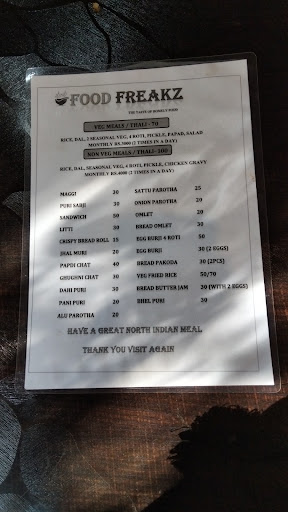 FOOD FREAKZ
THE TASTE OF HOMELY FOOD
VEG MEALS / THALI - 70
RICE, DAL, 2 SEASONAL VEG, 4 ROTI, PICKLE, PAPAD, SALAD
MONTHLY RS.3000 (2 TIMES IN A DAY)
NON VEG MEALS / THALI- 100
RICE, DAL, SEASONAL VEG, 4 ROTI, PICKLE, CHICKEN GRAVY
MONTHLY RS.4000 (2 TIMES IN A DAY)
MAGGI 20 SATTU PAROTHA 25
PURI SABJI 30 ONION PAROTHA 20
SANDWICH 50 OMLET 20
LITTI 30 BREAD OMLET 30
CRISPY BREAD ROLL 15 EGG BURJI 4 ROTI 50
JHAL MURI 20 EGG BURJI 30 (2 EGGS)
PAPDI CHAT 40 BREAD PAKODA 30 (2PCS)
GHUGHNI CHAT 30 VEG FRIED RICE 50/70
DAHI PURI 30 BREAD BUTTER JAM 30 (WITH 2 EGGS)
PANI PURI 20 BHEL PURI 30
ALU PAROTHA 20
HAVE A GREAT NORTH INDIAN MEAL
THANK YOU VISIT AGAIN